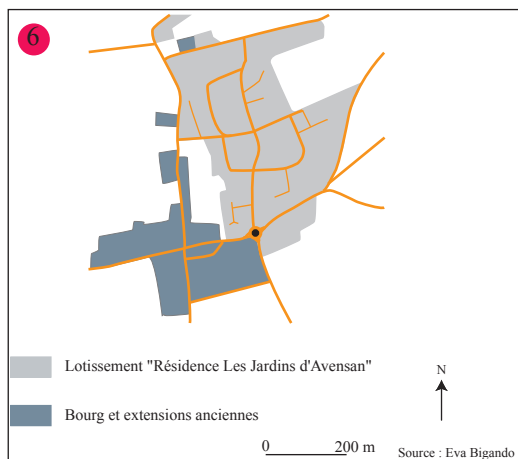 6
Lotissement "Résidence Les Jardins d'Avensan"
Bourg et extensions anciennes
N
0 200 m
Source : Eva Bigando